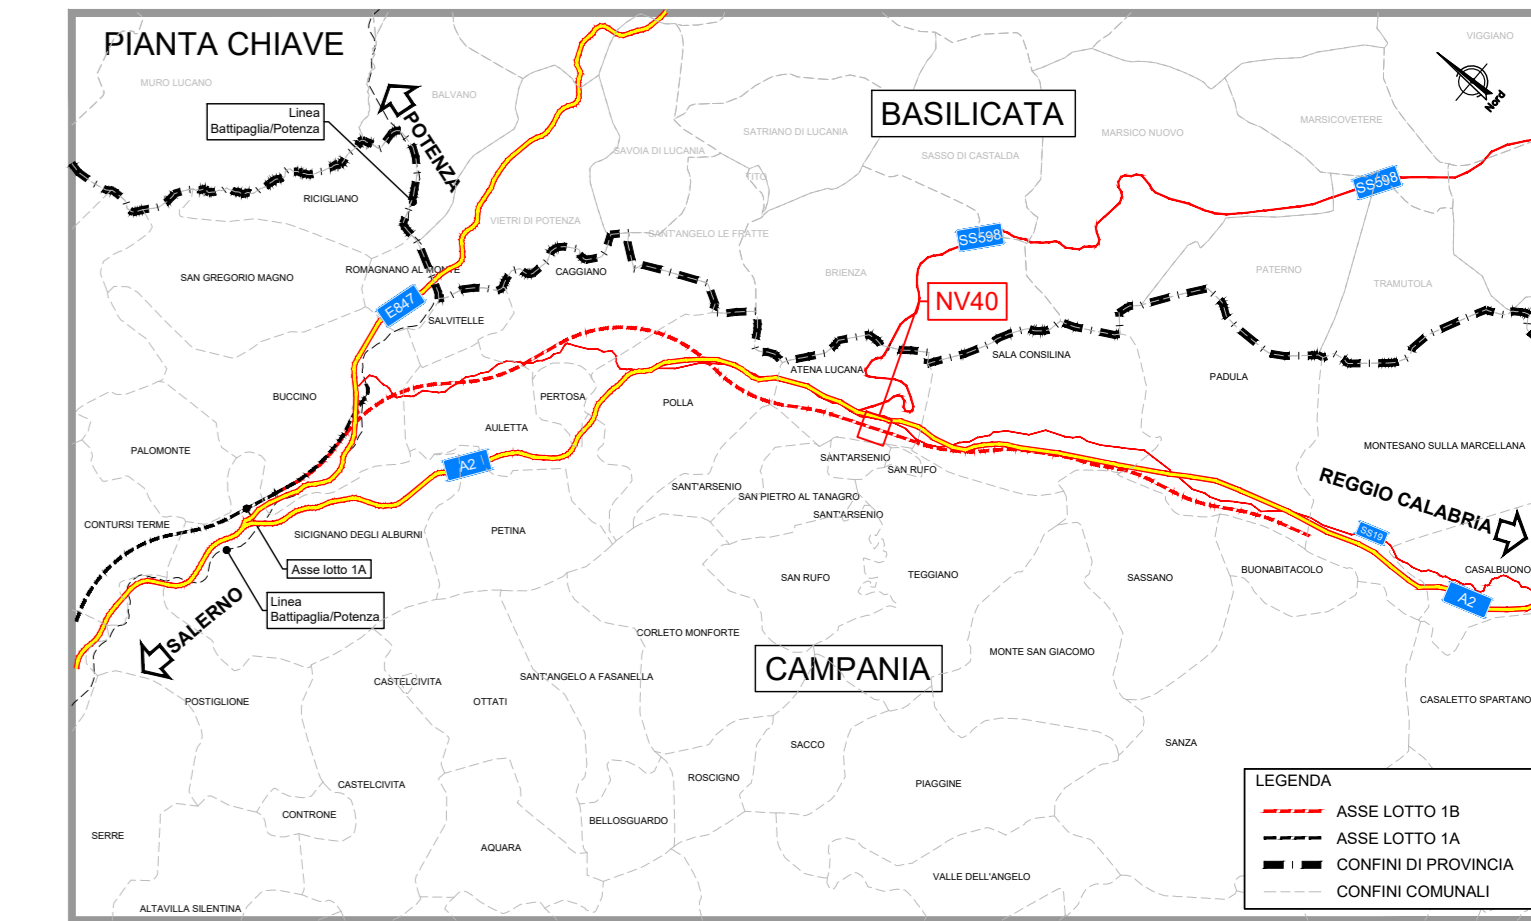 PIANTA CHIAVE
VIGGIANO
MURO LUCANO
BALVANO
Nord
Linea
Battipaglia/Potenza
POTENZA
BASILICATA
SATRIANO DI LUCANIA
MARSICO NUOVO
MARSICOVETERE
SAVOIA DI LUCANIA
SASSO DI CASTALDA
TITO
SS598
RICIGLIANO
VIETRI DI POTENZA
SANT'ANGELO LE FRATTE
SS598
SAN GREGORIO MAGNO
ROMAGNANO AL MONTE
CAGGIANO
BRIENZA
PATERNO
TRAMUTOLA
E847
NV40
SALVITELLE
SALA CONSILINA
ATENA LUCANA
PADULA
BUCCINO
PERTOSA
POLLA
AULETTA
PALOMONTE
MONTESANO SULLA MARCELLANA
SANT'ARSENIO
SAN RUFO
A2
SANT'ARSENIO
SAN PIETRO AL TANAGRO
SANT'ARSENIO
REGGIO CALABRiA
CONTURSI TERME
SICIGNANO DEGLI ALBURNI
PETINA
SS19
Asse lotto 1A
SAN RUFO
TEGGIANO
SASSANO
BUONABITACOLO
CASALBUONO
A2
Linea
Battipaglia/Potenza
SALERNO
CORLETO MONFORTE
MONTE SAN GIACOMO
CAMPANIA
CASTELCIVITA
SANT'ANGELO A FASANELLA
POSTIGLIONE
OTTATI
CASALETTO SPARTANO
SACCO
SANZA
ROSCIGNO
PIAGGINE
CASTELCIVITA
CONTRONE
BELLOSGUARDO
SERRE
AQUARA
VALLE DELL'ANGELO
ALTAVILLA SILENTINA
LEGENDA
ASSE LOTTO 1B
ASSE LOTTO 1A
CONFINI DI PROVINCIA
CONFINI COMUNALI